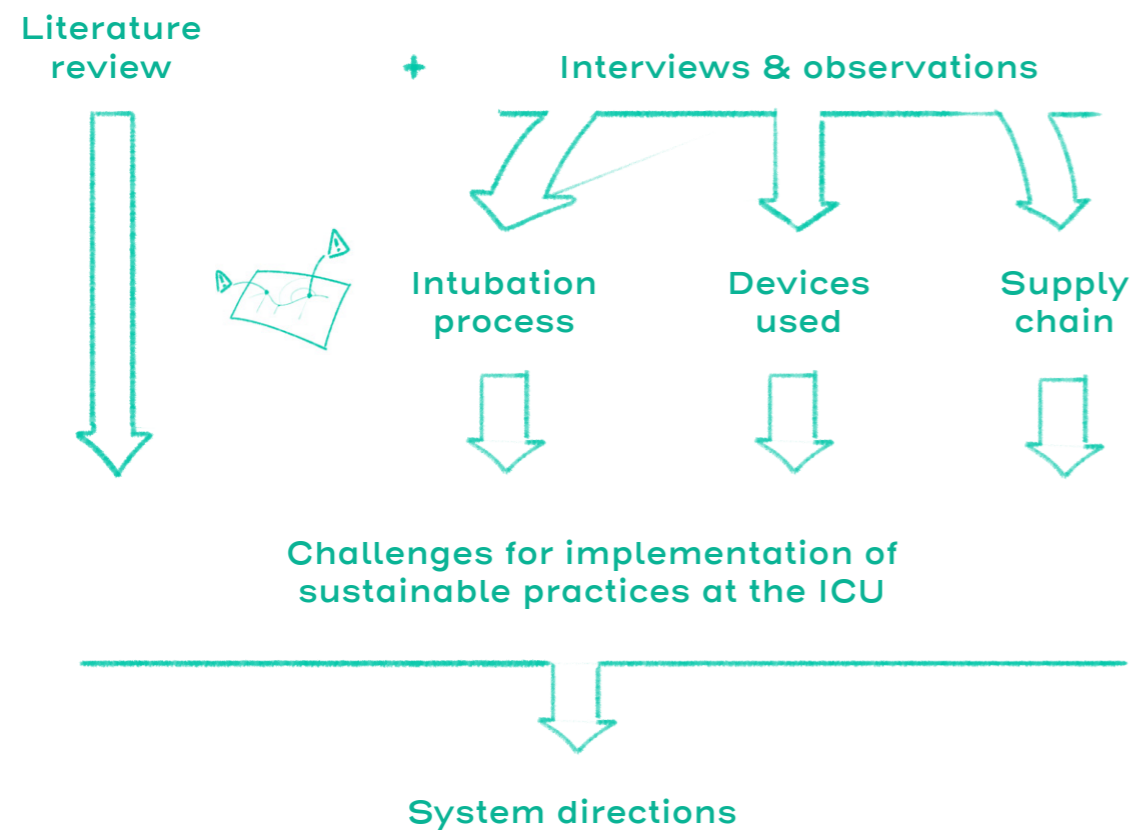 Literature
review
+
Interviews & observations
Intubation
process
Devices
used
Supply
chain
Challenges for implementation of
sustainable practices at the ICU
System directions